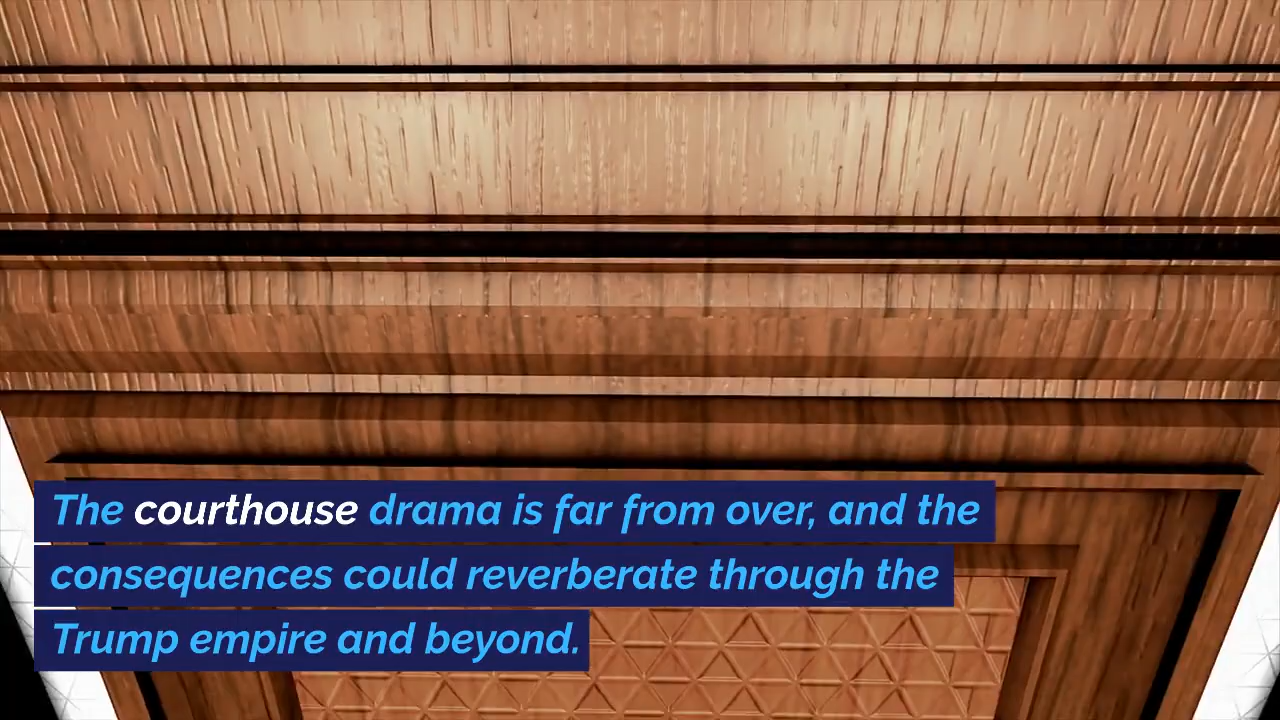 The courthouse drama is far from over, and the
consequences could reverberate through the
Trump empire and beyond.